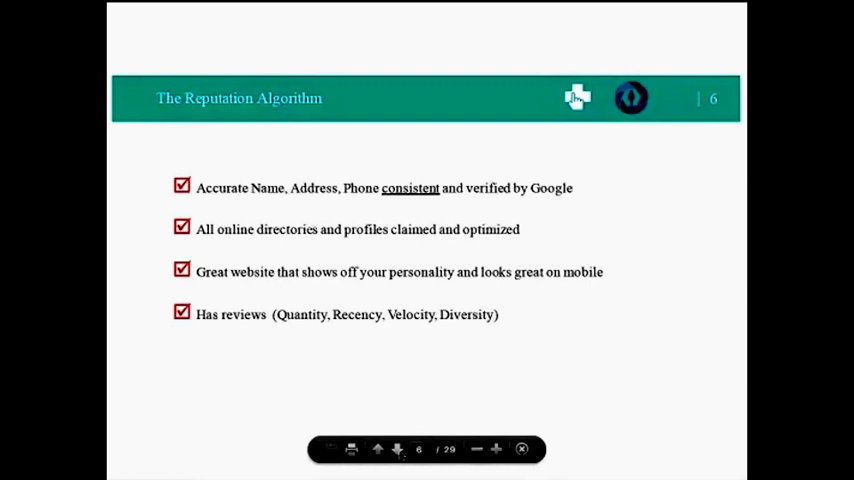 The Reputation Algorithm
| 6
Accurate Name, Address, Phone consistent and verified by Google
All online directories and profiles claimed and optimized
Great website that shows off your personality and looks great on mobile
Has reviews (Quantity, Recency, Velocity, Diversity)
6 / 29